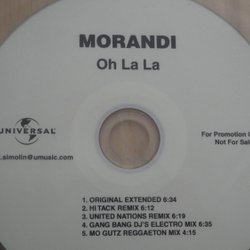 MORANDI
Oh La La
UNIVERSAL
For Promotion
Not For Sal
.simolin@umusic.com
1. ORIGINAL EXTENDED 6:34
2. HI TACK REMIX 6:12
3. UNITED NATIONS REMIX 6:19
4. GANG BANG DJ'S ELECTRO MIX 6:35
5. MO GUTZ REGGAETON MIX 4:15